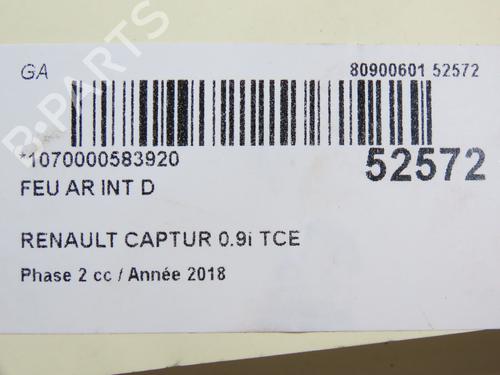 GA
80900601 52572
*1070000583920
52572
FEU AR INT D
RENAULT CAPTUR 0.9i TCE
Phase 2 cc / Année 2018
B-PARTS